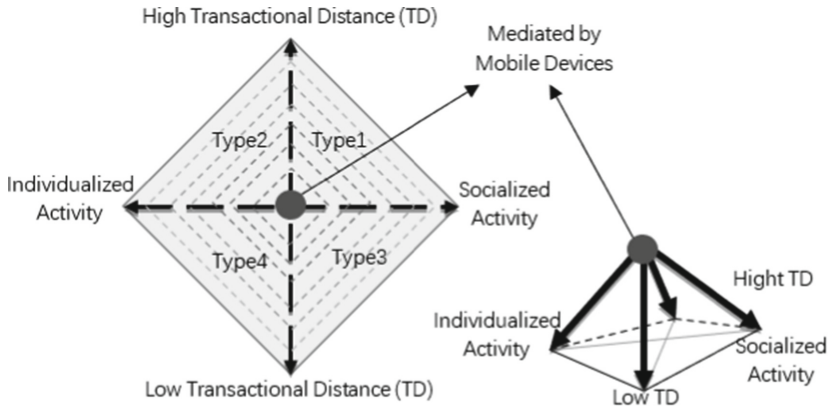 High Transactional Distance (TD)
Mediated by
Mobile Devices
Type2
Type1
Individualized
Activity
Socialized
Activity
Type4
Type3
Low Transactional Distance (TD)
Hight TD
Individualized
Activity
Socialized
Activity
Low TD